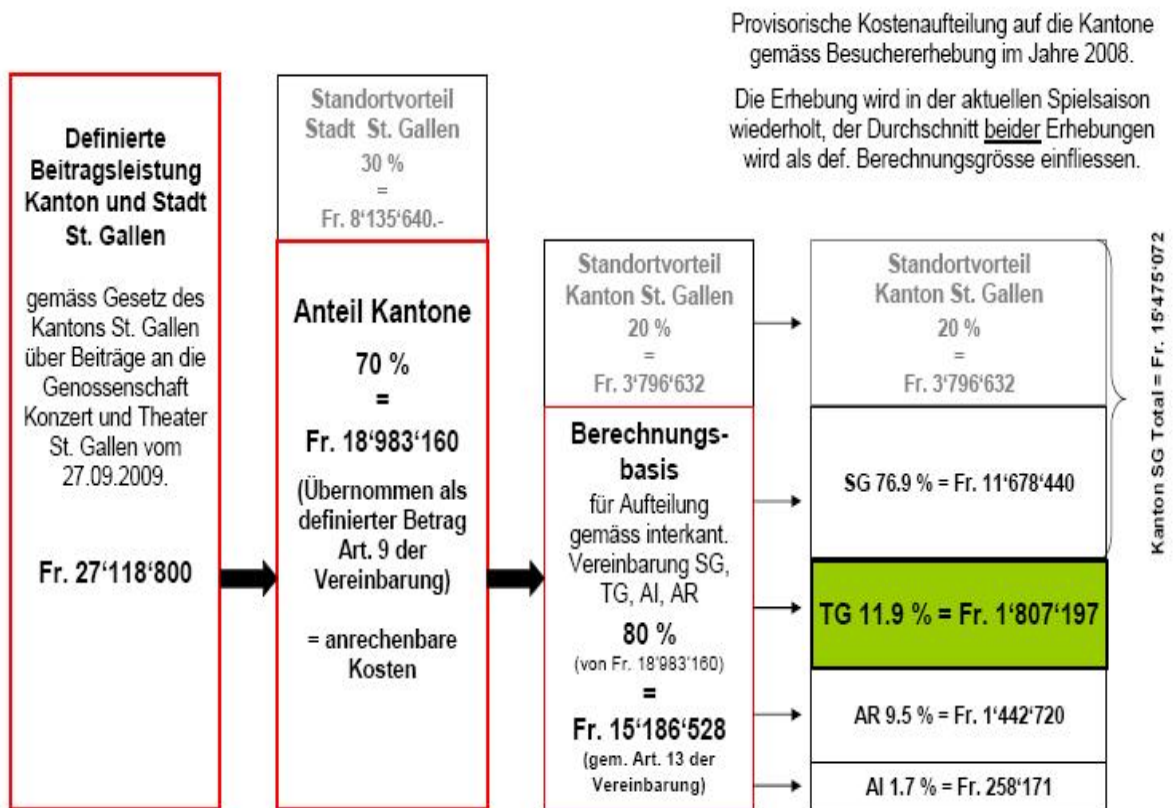 Provisorische Kostenaufteilung auf die Kantone
gemäss Besuchererhebung im Jahre 2008.
Die Erhebung wird in der aktuellen Spielsaison
wiederholt, der Durchschnitt beider Erhebungen
wird als def. Berechnungsgrösse einfliessen.
Definierte
Beitragsleistung
Kanton und Stadt
St. Gallen
gemäss Gesetz des
Kantons St. Gallen
über Beiträge an die
Genossenschaft
Konzert und Theater
St. Gallen vom
27.09.2009.
Fr. 27'118'800
Standortvorteil
Stadt St. Gallen
30 %
=
Fr. 8'135'640.-
Anteil Kantone
70 %
=
Fr. 18'983'160
(Übernommen als
definierter Betrag
Art. 9 der
Vereinbarung)
= anrechenbare
Kosten
Standortvorteil
Kanton St. Gallen
20 %
=
Fr. 3'796'632
Berechnungs-
basis
für Aufteilung
gemäss interkant.
Vereinbarung SG,
TG, AI, AR
80 %
(von Fr. 18'983'160)
=
Fr. 15'186'528
(gem. Art. 13 der
Vereinbarung)
Standortvorteil
Kanton St. Gallen
20 %
=
Fr. 3'796'632
SG 76.9 % = Fr. 11'678'440
TG 11.9 % = Fr. 1'807'197
AR 9.5 % = Fr. 1'442'720
AI 1.7 % = Fr. 258'171
Kanton SG Total = Fr. 15'475'072